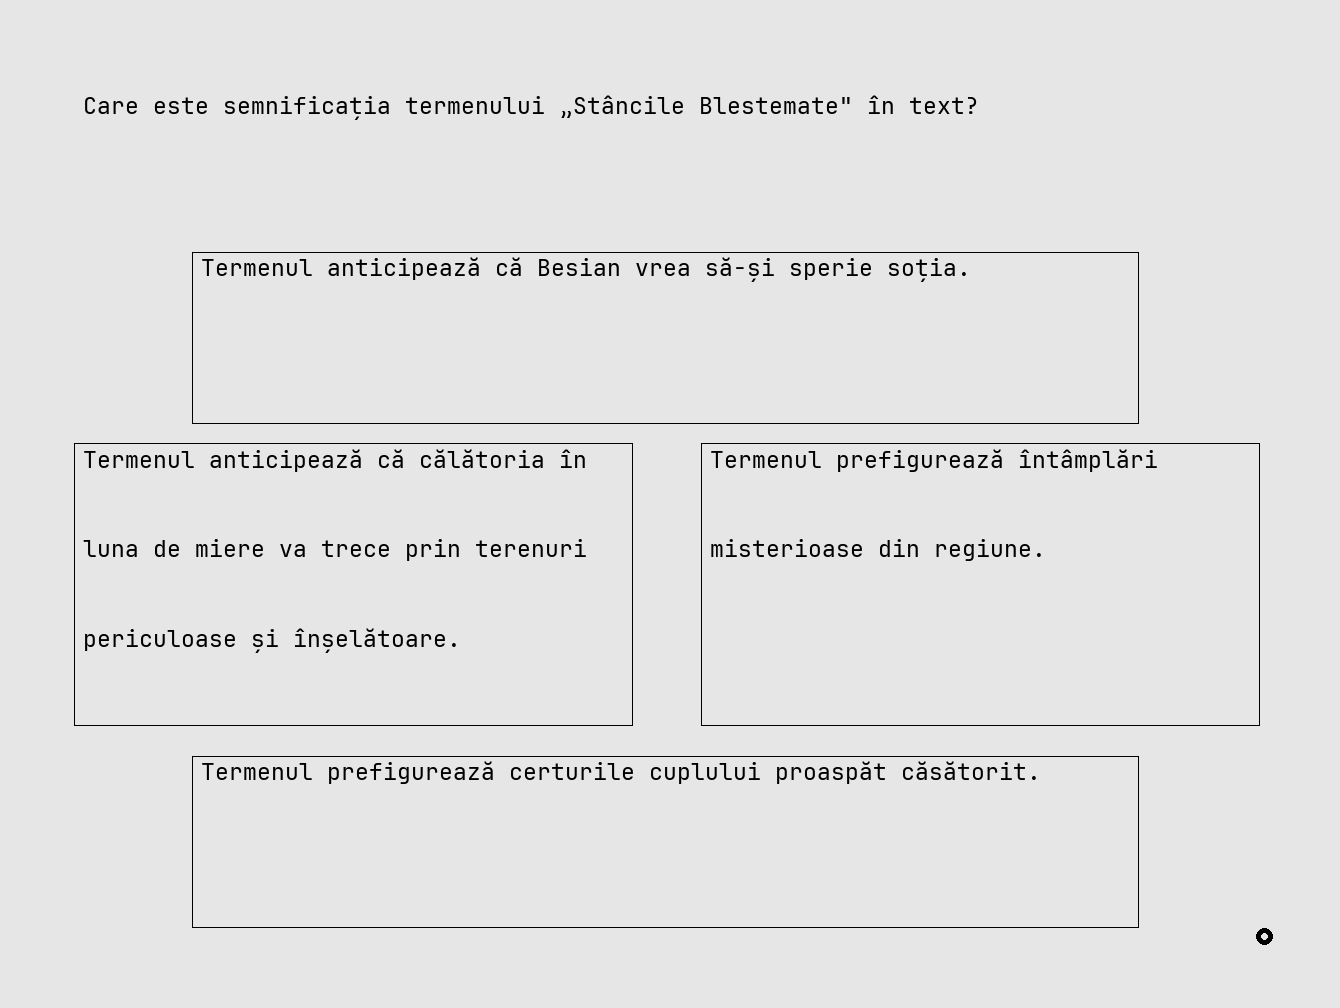 Care este semnificația termenului „Stâncile Blestemate" în text?
Termenul anticipează că Besian vrea să-și sperie soția.
Termenul anticipează că călătoria în
luna de miere va trece prin terenuri
periculoase și înșelătoare.
Termenul prefigurează întâmplări
misterioase din regiune.
Termenul prefigurează certurile cuplului proaspăt căsătorit.